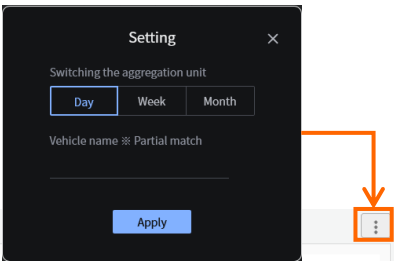 Setting
Switching the aggregation unit
Day Week Month
Vehicle name ※ Partial match
Apply